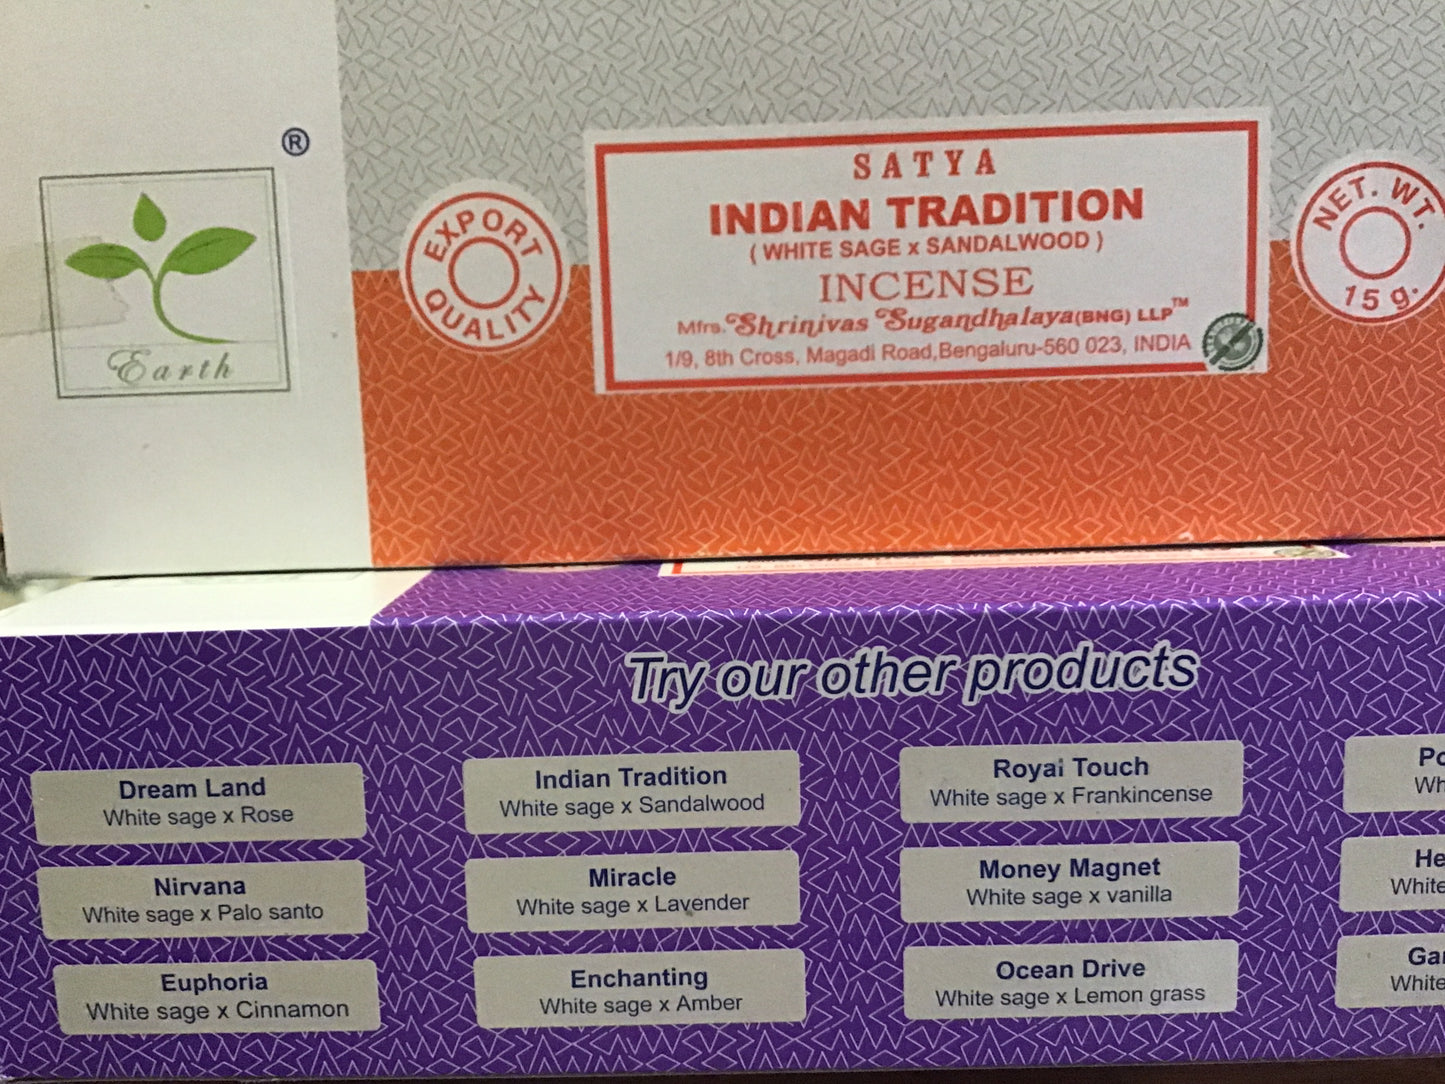 ®
Earth
EXPORT QUALITY
SATYA
INDIAN TRADITION
( WHITE SAGE x SANDALWOOD )
INCENSE
Mfrs. Shrinivas Sugandhalaya (BNG) LLP™
1/9, 8th Cross, Magadi Road, Bengaluru-560 023, INDIA
NET. WT.
15 g.
Try our other products
Dream Land
White sage x Rose
Indian Tradition
White sage x Sandalwood
Royal Touch
White sage x Frankincense
Nirvana
White sage x Palo santo
Miracle
White sage x Lavender
Money Magnet
White sage x vanilla
White
Euphoria
White sage x Cinnamon
Enchanting
White sage x Amber
Ocean Drive
White sage x Lemon grass
White